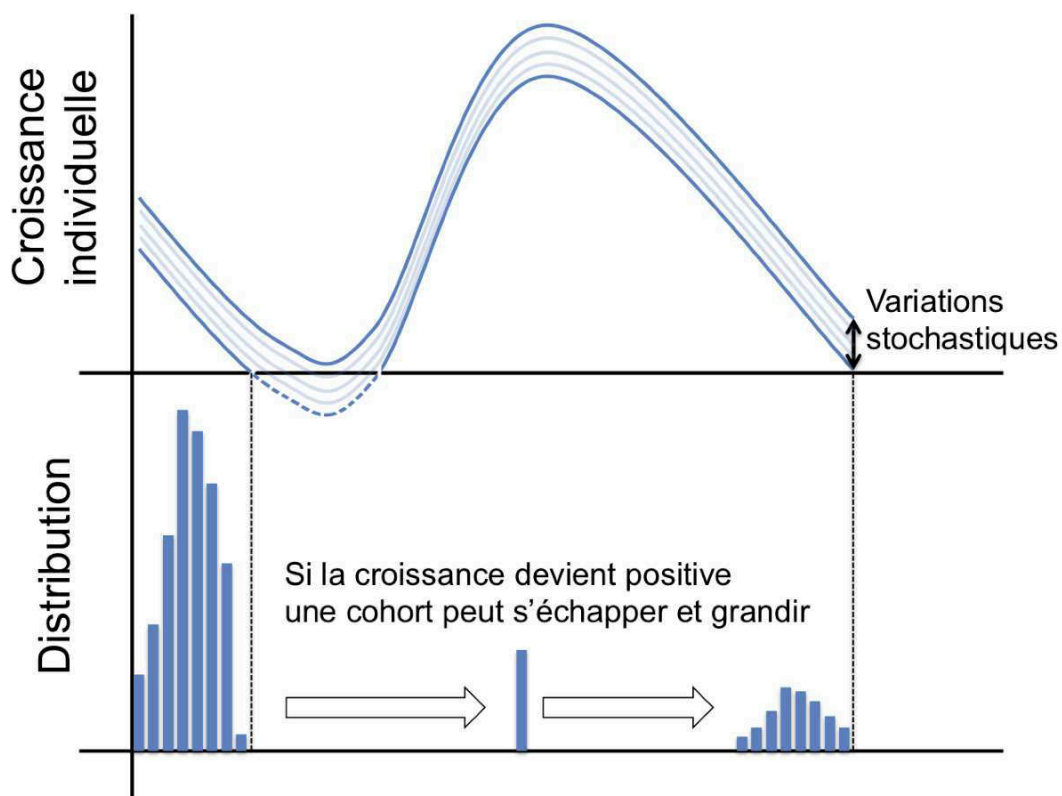 Croissance
individuelle
Variations
stochastiques
Distribution
Si la croissance devient positive
une cohort peut s’échapper et grandir